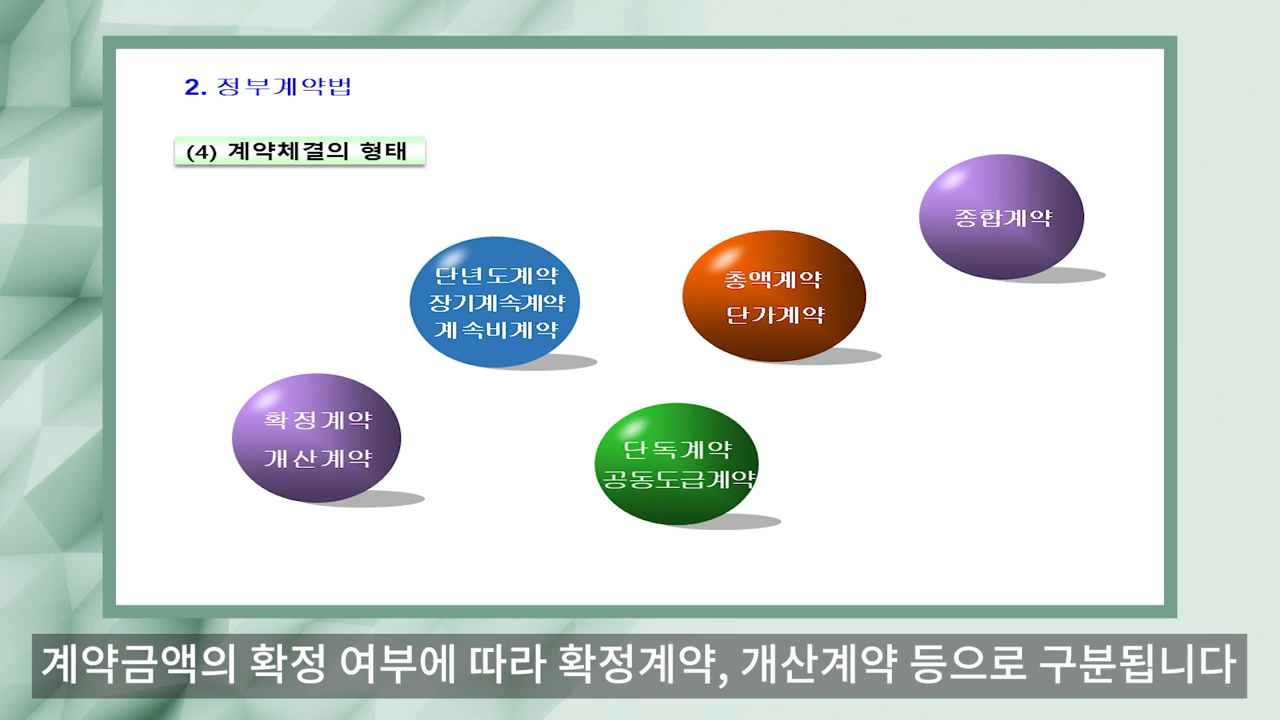 2. 정부계약법
(4) 계약체결의 형태
종합계약
단년도계약
장기계속계약
계속비계약
총액계약
단가계약
확정계약
개산계약
단독계약
공동도급계약
계약금액의 확정 여부에 따라 확정계약, 개산계약 등으로 구분됩니다